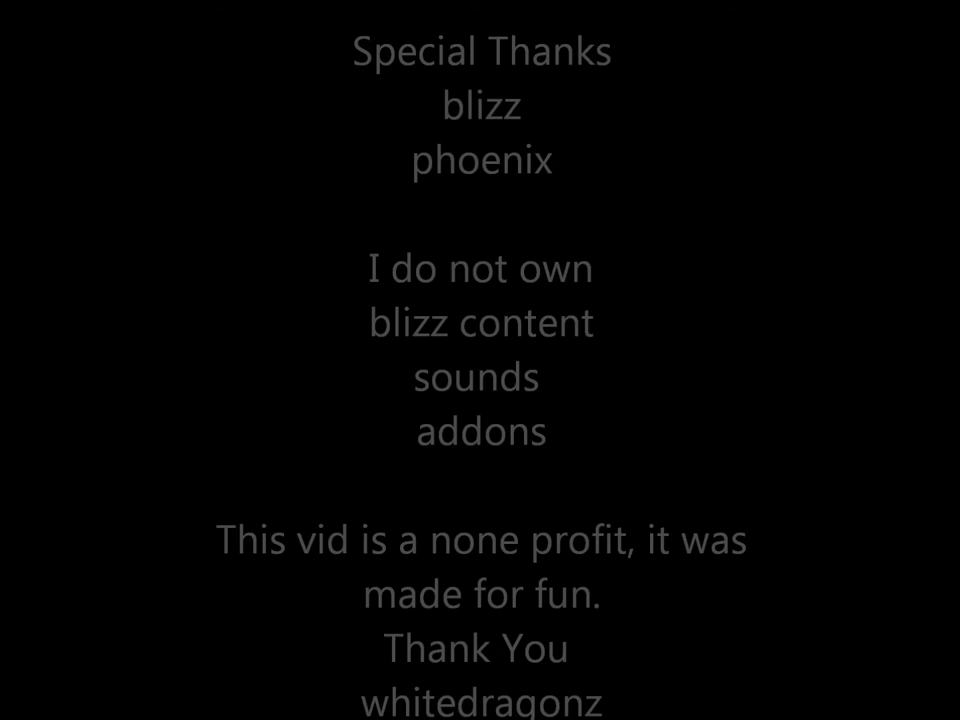 Special Thanks
blizz
phoenix
I do not own
blizz content
sounds
addons
This vid is a none profit, it was
made for fun.
Thank You
whitedragonz